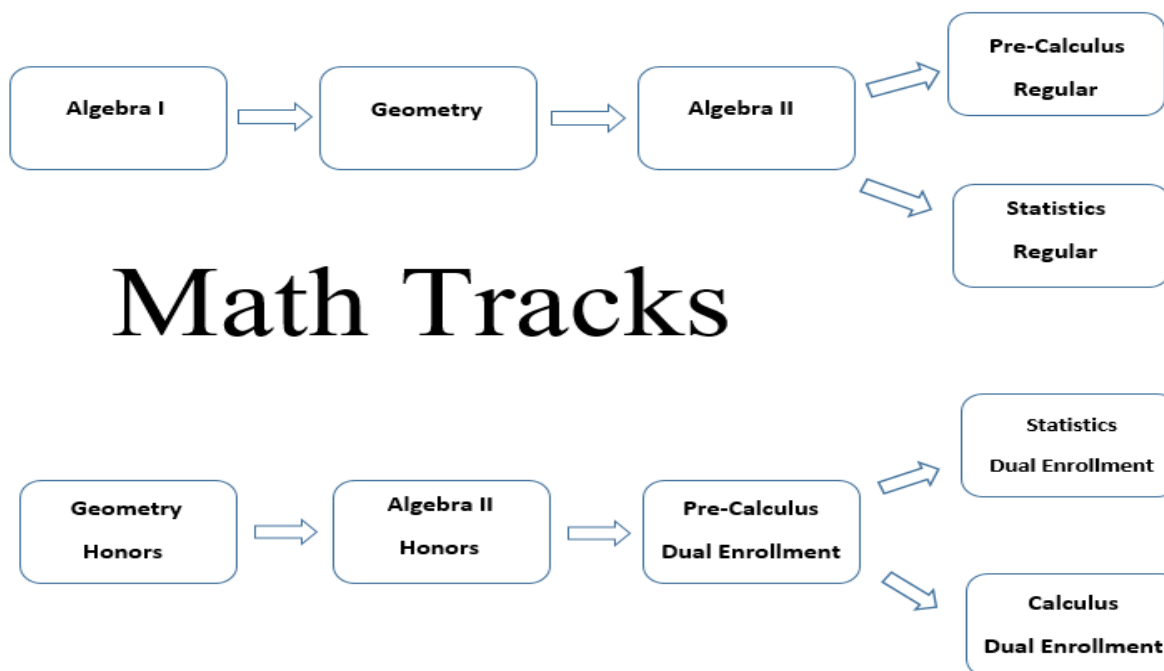 Algebra I
Geometry
Algebra II
Pre-Calculus
Regular
Statistics
Regular
Math Tracks
Geometry
Honors
Algebra II
Honors
Pre-Calculus
Dual Enrollment
Statistics
Dual Enrollment
Calculus
Dual Enrollment